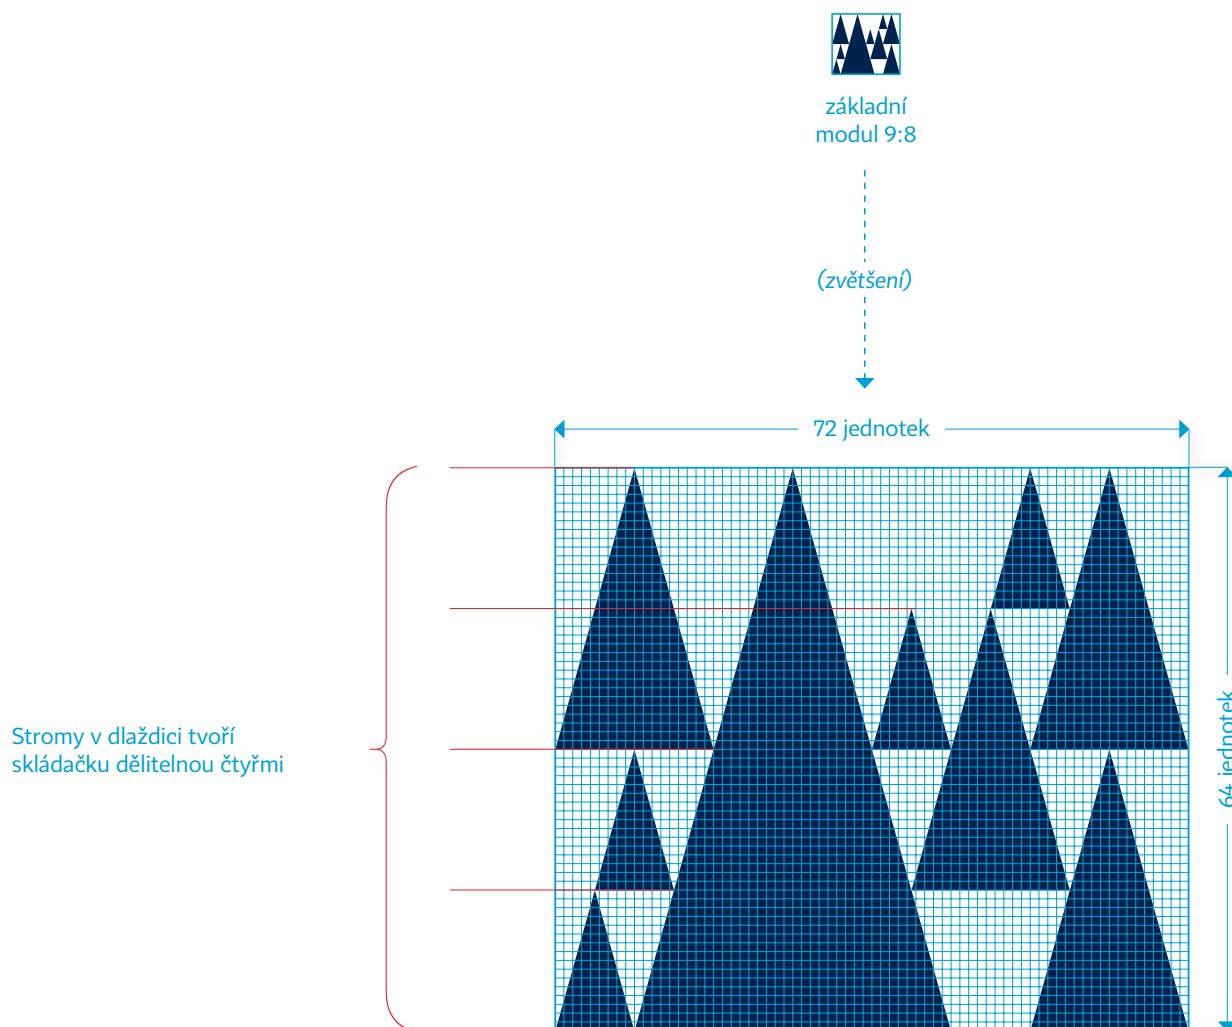 základní
modul 9:8
(zvětšení)
72 jednotek
Stromy v dlaždici tvoří
skládačku dělitelnou čtyřmi
64 jednotek